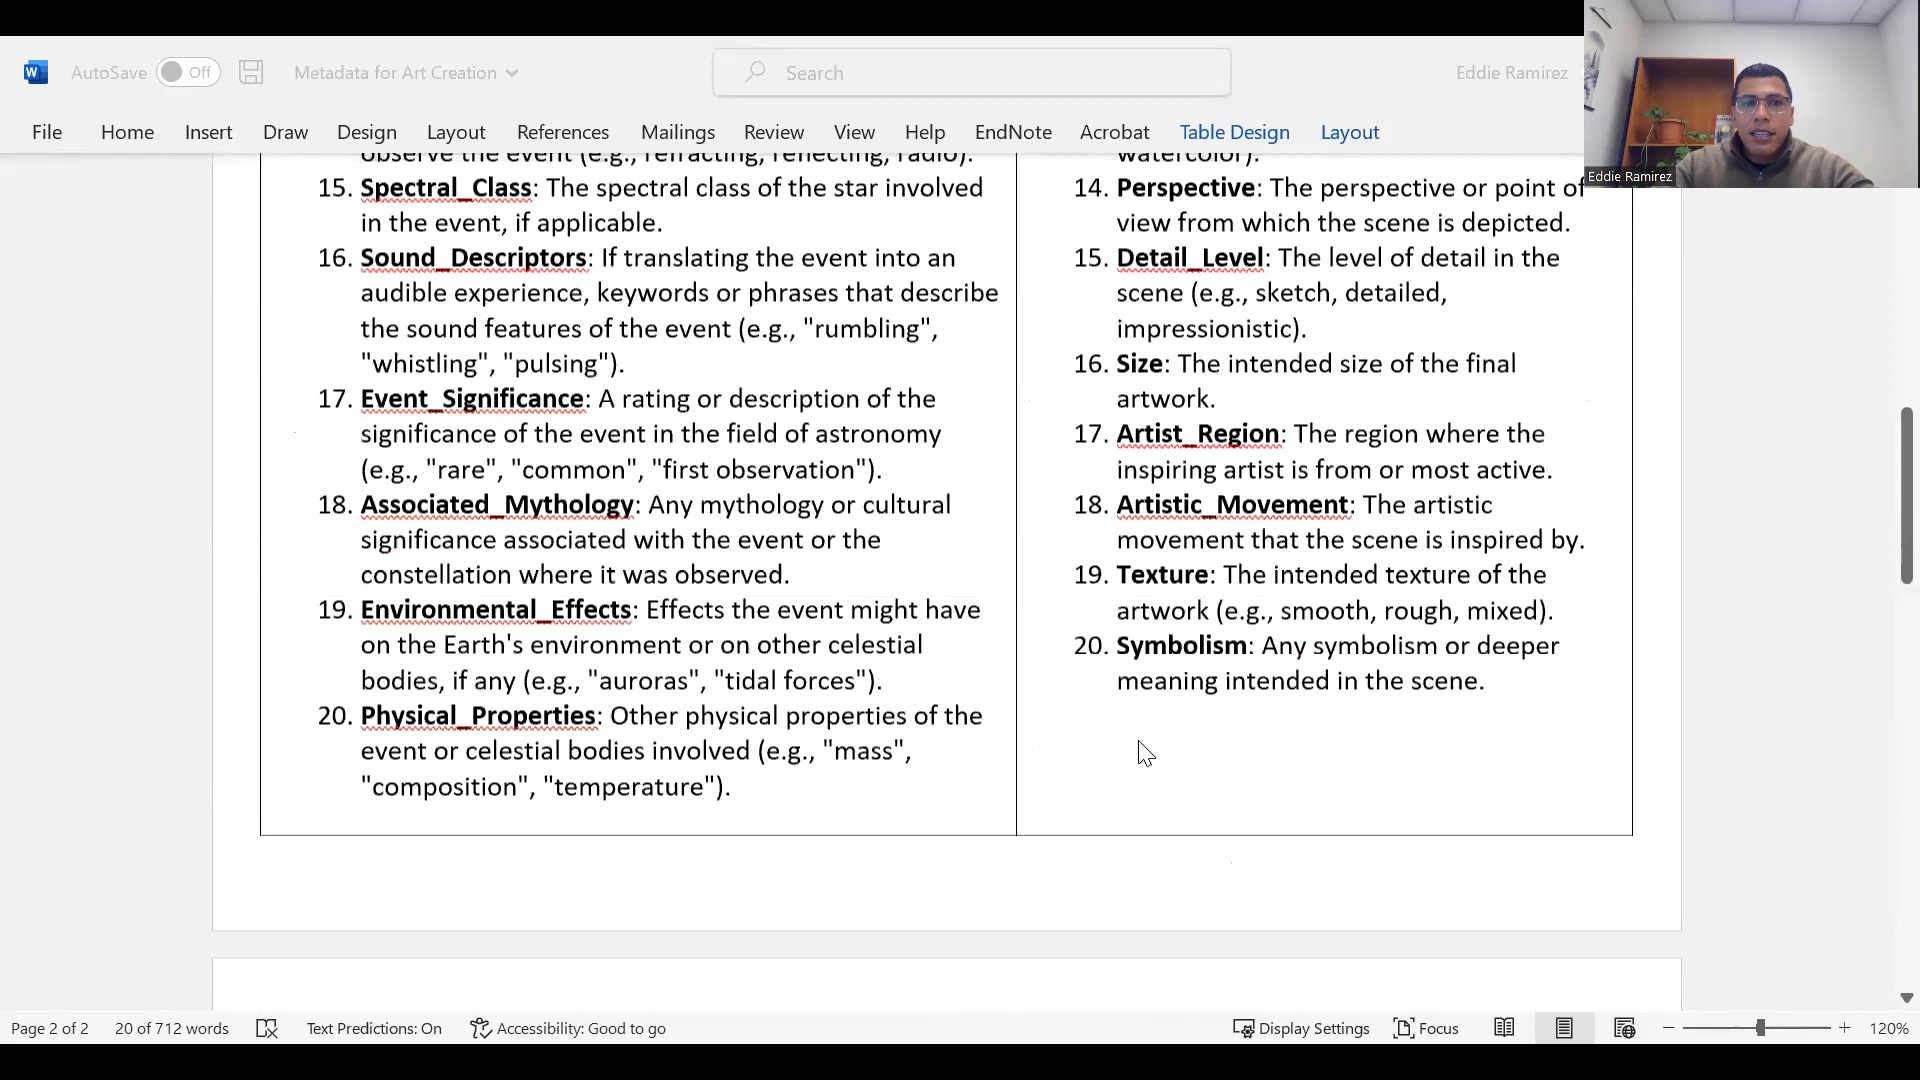 AutoSave Off Metadata for Art Creation Search Eddie Ramirez
File Home Insert Draw Design Layout References Mailings Review View Help EndNote Acrobat Table Design Layout
Eddie Ramirez
observe the event (e.g., refracting, reflecting, radio).
15. Spectral_Class: The spectral class of the star involved
in the event, if applicable.
16. Sound_Descriptors: If translating the event into an
audible experience, keywords or phrases that describe
the sound features of the event (e.g., "rumbling",
"whistling", "pulsing").
17. Event_Significance: A rating or description of the
significance of the event in the field of astronomy
(e.g., "rare", "common", "first observation").
18. Associated_Mythology: Any mythology or cultural
significance associated with the event or the
constellation where it was observed.
19. Environmental_Effects: Effects the event might have
on the Earth's environment or on other celestial
bodies, if any (e.g., "auroras", "tidal forces").
20. Physical_Properties: Other physical properties of the
event or celestial bodies involved (e.g., "mass",
"composition", "temperature").
watercolor).
14. Perspective: The perspective or point of
view from which the scene is depicted.
15. Detail_Level: The level of detail in the
scene (e.g., sketch, detailed,
impressionistic).
16. Size: The intended size of the final
artwork.
17. Artist_Region: The region where the
inspiring artist is from or most active.
18. Artistic_Movement: The artistic
movement that the scene is inspired by.
19. Texture: The intended texture of the
artwork (e.g., smooth, rough, mixed).
20. Symbolism: Any symbolism or deeper
meaning intended in the scene.
Page 2 of 2 20 of 712 words Text Predictions: On Accessibility: Good to go Display Settings Focus 120%